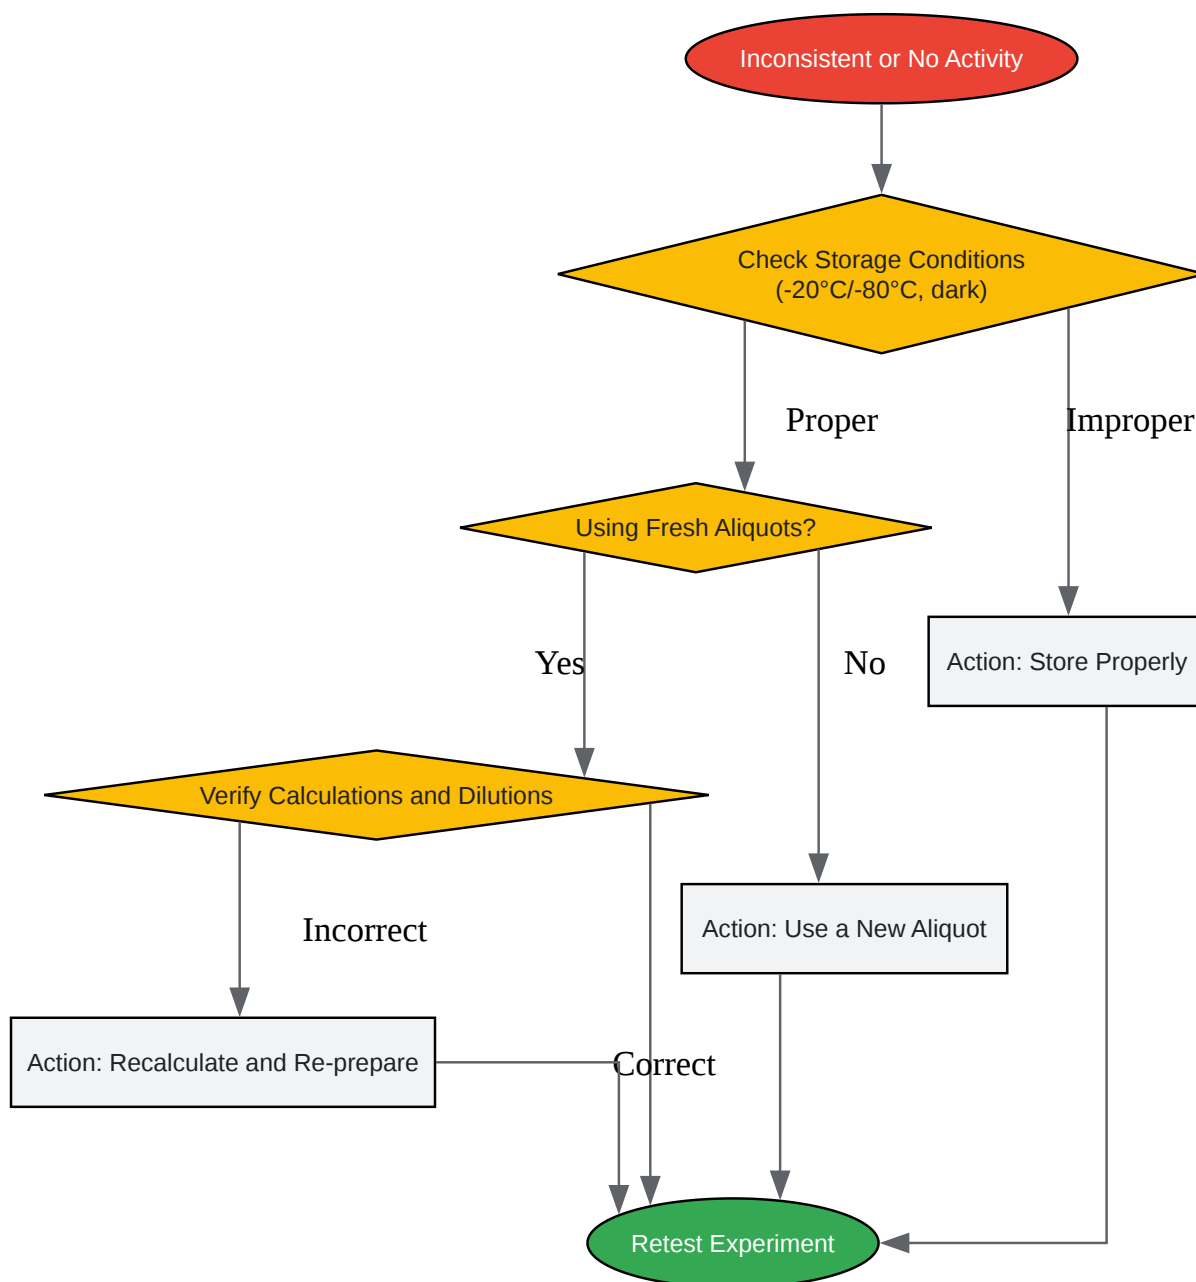 Inconsistent or No Activity
Check Storage Conditions
(-20°C/-80°C, dark)
Proper
Improper
Using Fresh Aliquots?
Yes
No
Action: Store Properly
Verify Calculations and Dilutions
Incorrect
Action: Use a New Aliquot
Action: Recalculate and Re-prepare
Correct
Retest Experiment